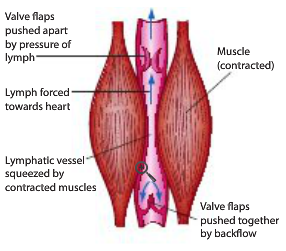 Valve flaps
pushed apart
by pressure of
lymph
Muscle
(contracted)
Lymph forced
towards heart
Lymphatic vessel
squeezed by
contracted muscles
Valve flaps
pushed together
by backflow